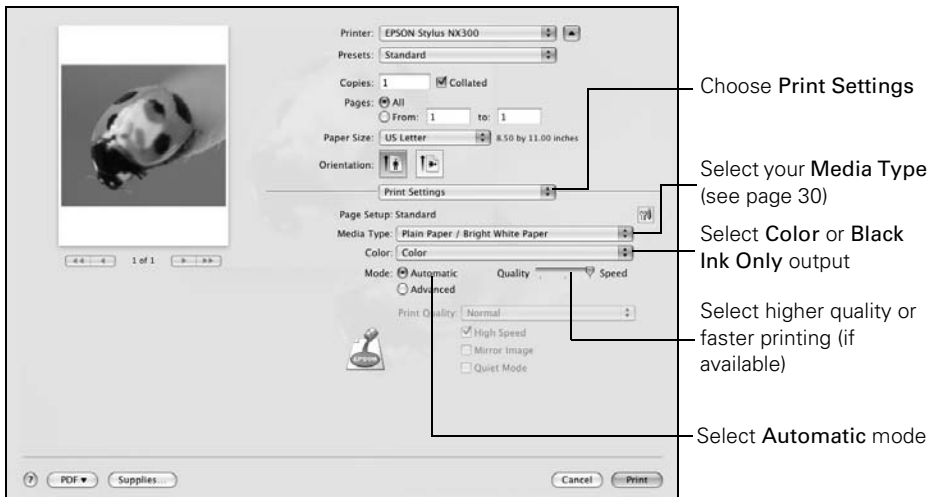 Printer: EPSON Stylus NX300
Presets: Standard
Copies: 1 Collated
Pages: All
From: 1 to: 1
Paper Size: US Letter 8.50 by 11.00 inches
Orientation:
Print Settings
Page Setup: Standard
Media Type: Plain Paper / Bright White Paper
Color: Color
Mode: Automatic Quality Speed
Advanced
Print Quality: Normal
High Speed
Mirror Image
Quiet Mode
EPSON
1 of 1
? PDF Supplies... Cancel Print
Choose Print Settings
Select your Media Type
(see page 30)
Select Color or Black
Ink Only output
Select higher quality or
faster printing (if
available)
Select Automatic mode